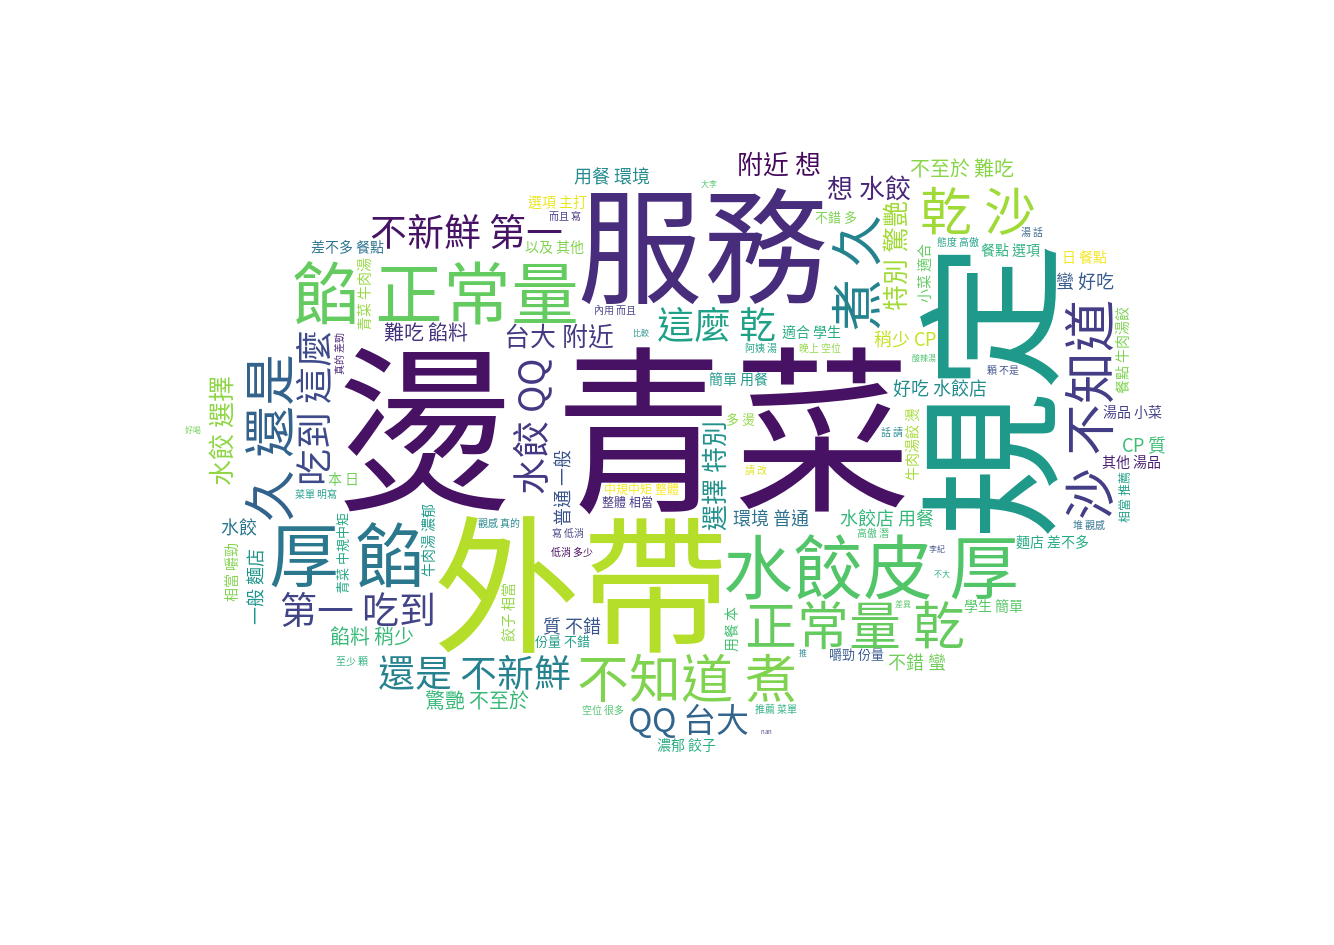 附近 想
不至於 難吃
用餐 環境
想 水餃
大李
選項 主打
服務
乾 沙
不錯 多
而且 寫
不新鮮 第一
特別 驚艷
煮 久
湯 話
態度 高傲
差不多 餐點
以及 其他
餐點 選項
日 餐點
餡 正常量
青菜 牛肉湯
小菜 適合
規定
蠻 好吃
內用 而且
難吃 餡料
台大 附近
這麼 乾
比較
適合 學生
稍少 CP
沙 不知道
餐點 牛肉湯餃
真的 差勁
吃到 這麼
阿姨 湯
晚上 空位
酸辣湯
燙 青菜
顆 不是
水餃 選擇
久 還是
水餃 QQ
簡單 用餐
好吃 水餃店
湯品 小菜
多 燙
選擇 特別
牛肉湯餃 燙
話 請
CP 質
其他 湯品
普通 一般
請 改
本 日
菜單 明寫
中規中矩 整體
整體 相當
相當 推薦
水餃
厚 餡
青菜 中規中矩
牛肉湯 濃郁
觀感 真的
外帶
寫 低消
低消 多少
環境 普通
水餃店 用餐
高傲 潛
堆 觀感
麵店 差不多
水餃皮 厚
李紀
不大
相當 嚼勁
一般 麵店
第一 吃到
餃子 相當
質 不錯
份量 不錯
用餐 本
正常量 乾
差異
學生 簡單
餡料 稍少
至少 顆
還是 不新鮮
不知道 煮
推
嚼勁 份量
不錯 蠻
驚艷 不至於
空位 很多
QQ 台大
推薦 菜單
nan
濃郁 餃子